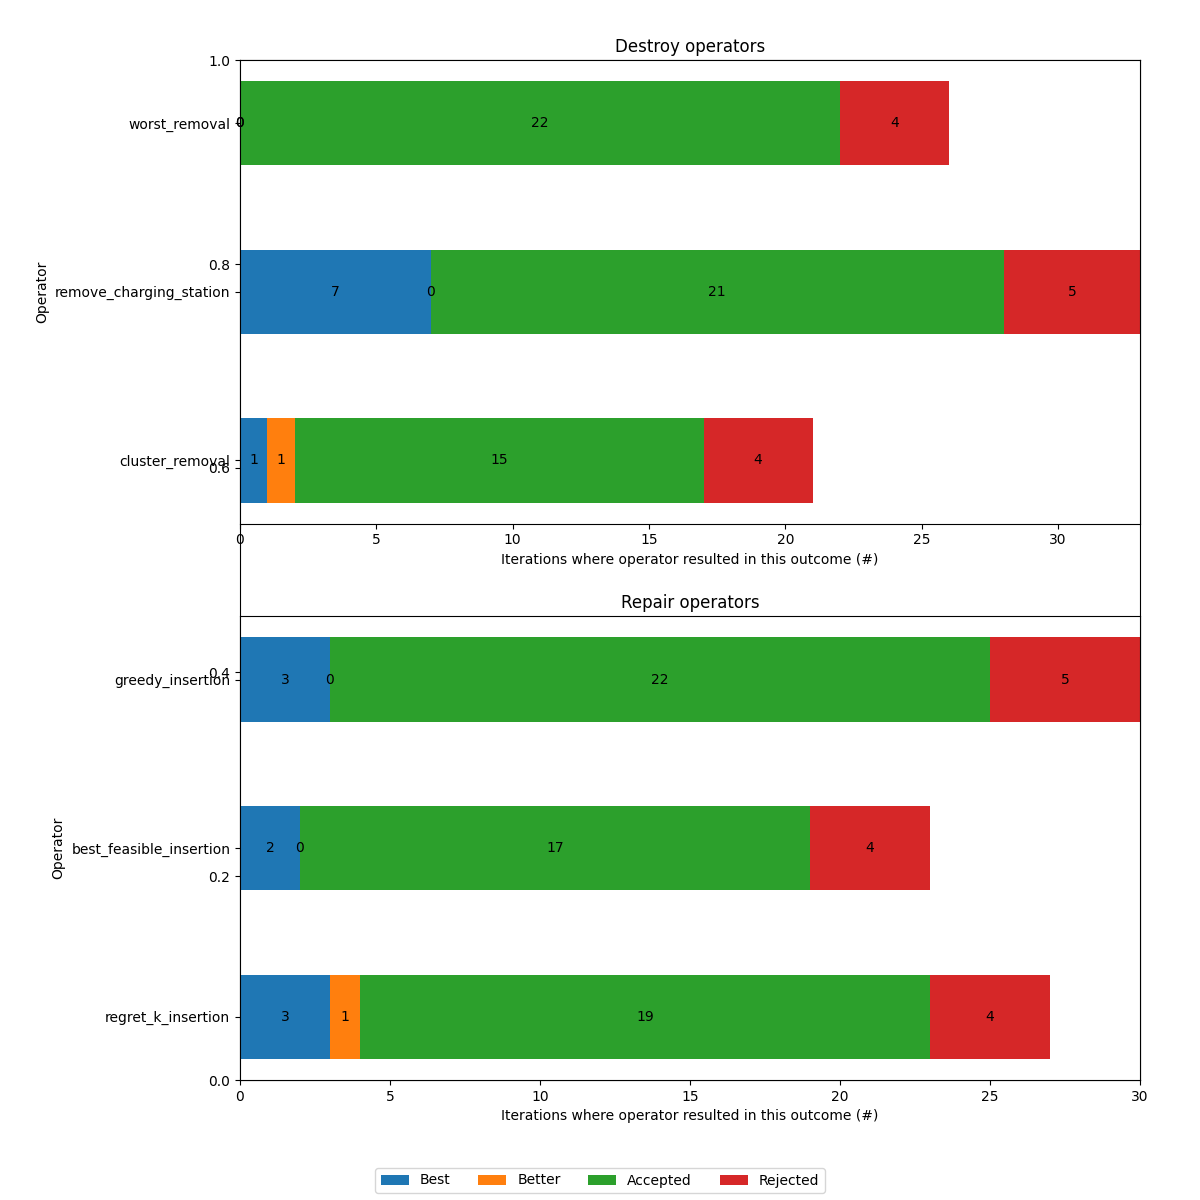 Destroy operators
1.0
worst_removal 0 0 22 4
0.8
Operator
remove_charging_station 7 0 21 5
cluster_removal 1 1 15 4
0.6
0 5 10 15 20 25 30
Iterations where operator resulted in this outcome (#)
Repair operators
0.4
greedy_insertion 3 0 22 5
Operator
best_feasible_insertion 2 0 17 4
0.2
regret_k_insertion 3 1 19 4
0.0
0 5 10 15 20 25 30
Iterations where operator resulted in this outcome (#)
Best Better Accepted Rejected